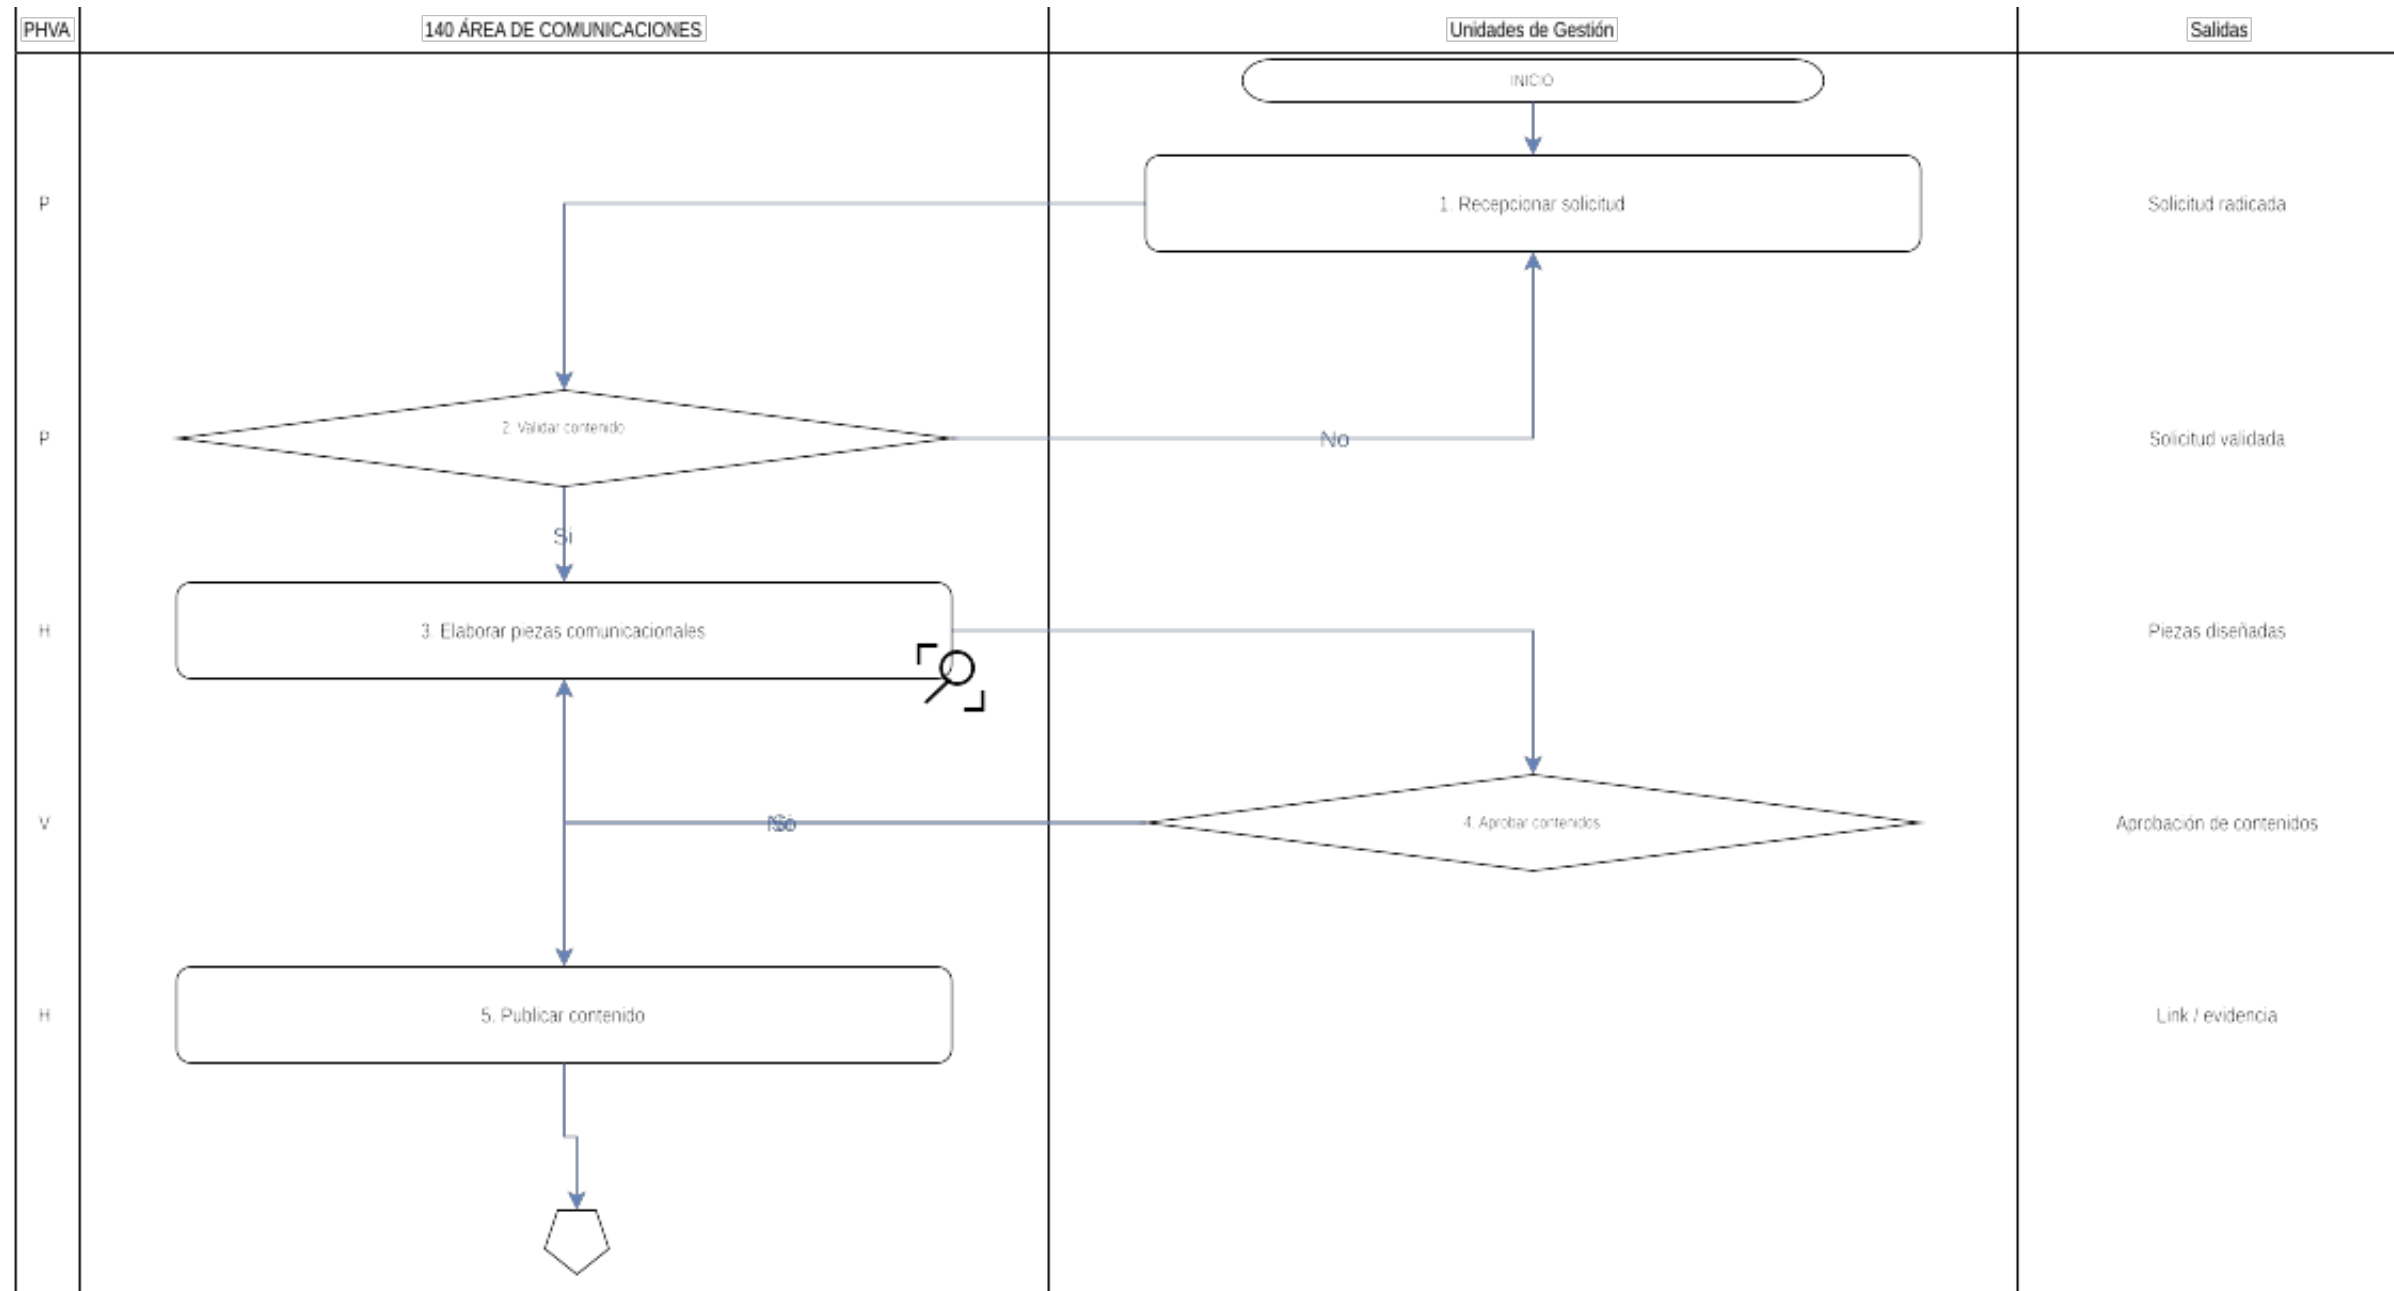 PHVA
140 ÁREA DE COMUNICACIONES
Unidades de Gestión
Salidas
INICIO
P
1. Recepcionar solicitud
Solicitud radicada
P
2. Validar contenido
No
Solicitud validada
Si
H
3. Elaborar piezas comunicacionales
Piezas diseñadas
V
No
4. Aprobar contenidos
Aprobación de contenidos
H
5. Publicar contenido
Link / evidencia